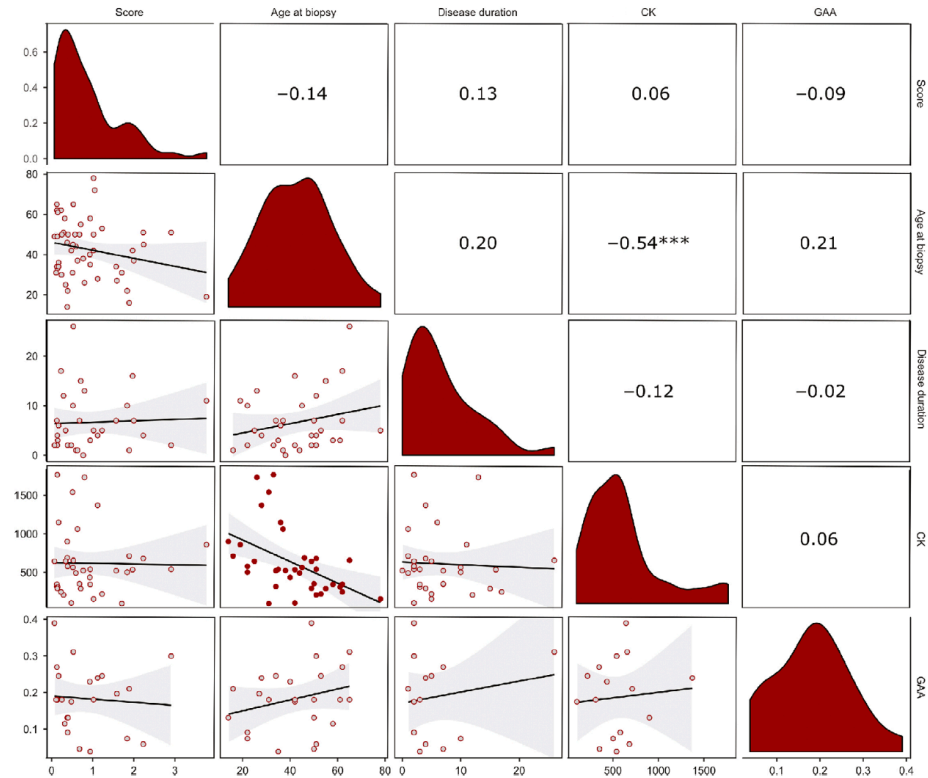 Score Age at biopsy Disease duration CK GAA
0.6
0.4
0.2
0.0
−0.14 0.13 0.06 −0.09
Score
80
60
40
20
0.20 −0.54*** 0.21
Age at biopsy
20
10
0
−0.12 −0.02
Disease duration
1500
1000
500
0.06
CK
0.4
0.3
0.2
0.1
GAA
0 1 2 3 20 40 60 80 0 10 20 500 1000 1500 0.1 0.2 0.3 0.4